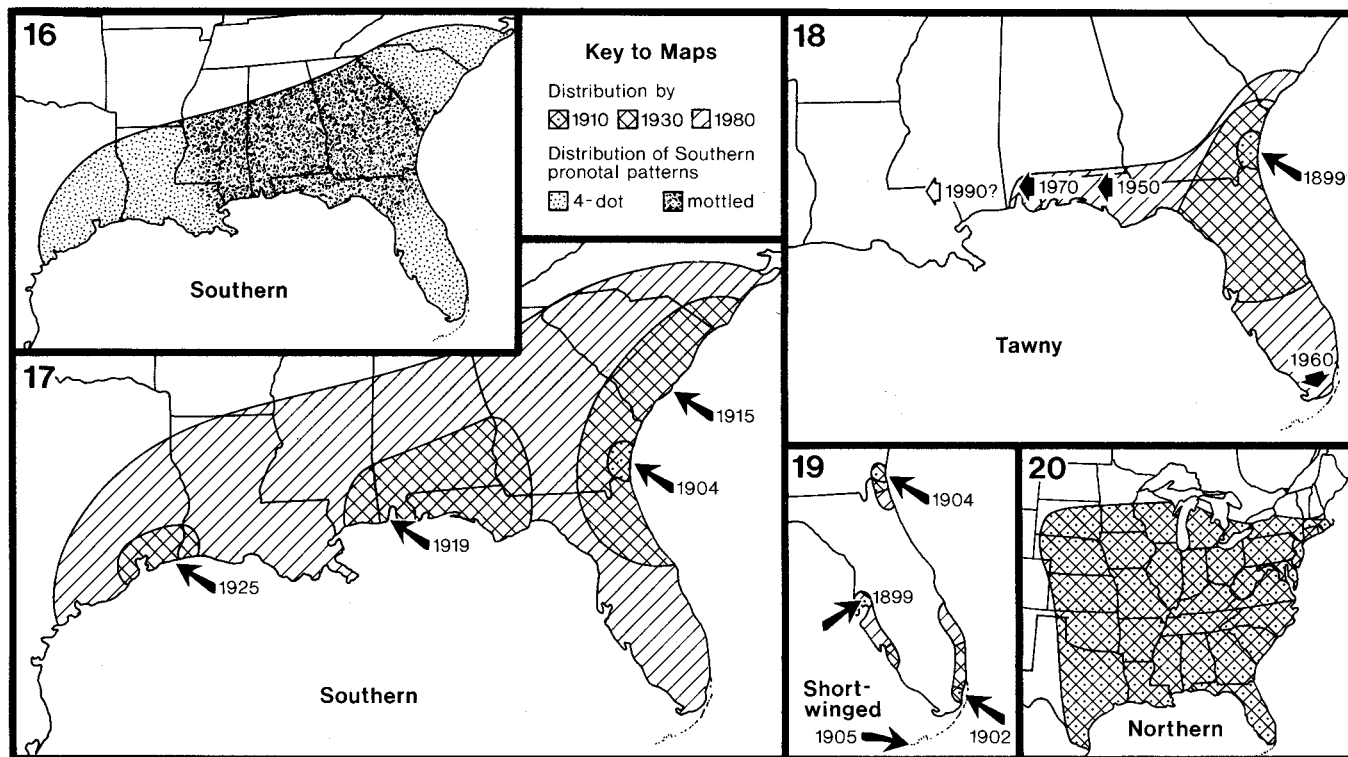 16
Southern
Key to Maps
Distribution by
1910 1930 1980
Distribution of Southern
pronotal patterns
4-dot mottled
18
1990?
1970
1950
1899
Tawny
1960
17
1915
1904
1919
1925
Southern
19
1904
1899
Short-
winged
1905
1902
20
Northern